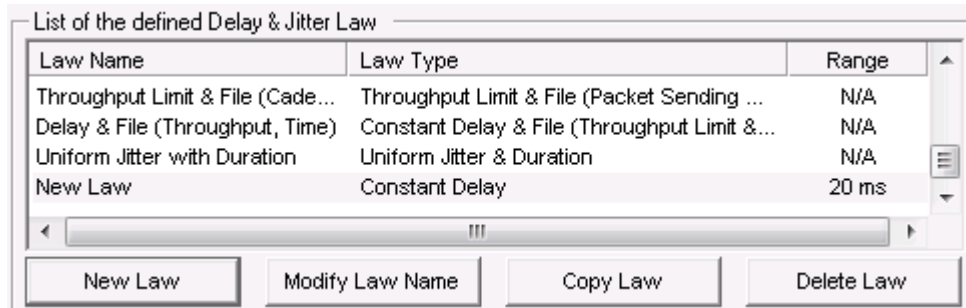 List of the defined Delay & Jitter Law
Law Name Law Type Range
Throughput Limit & File (Cade... Throughput Limit & File (Packet Sending ... N/A
Delay & File (Throughput, Time) Constant Delay & File (Throughput Limit &... N/A
Uniform Jitter with Duration Uniform Jitter & Duration N/A
New Law Constant Delay 20 ms
New Law Modify Law Name Copy Law Delete Law